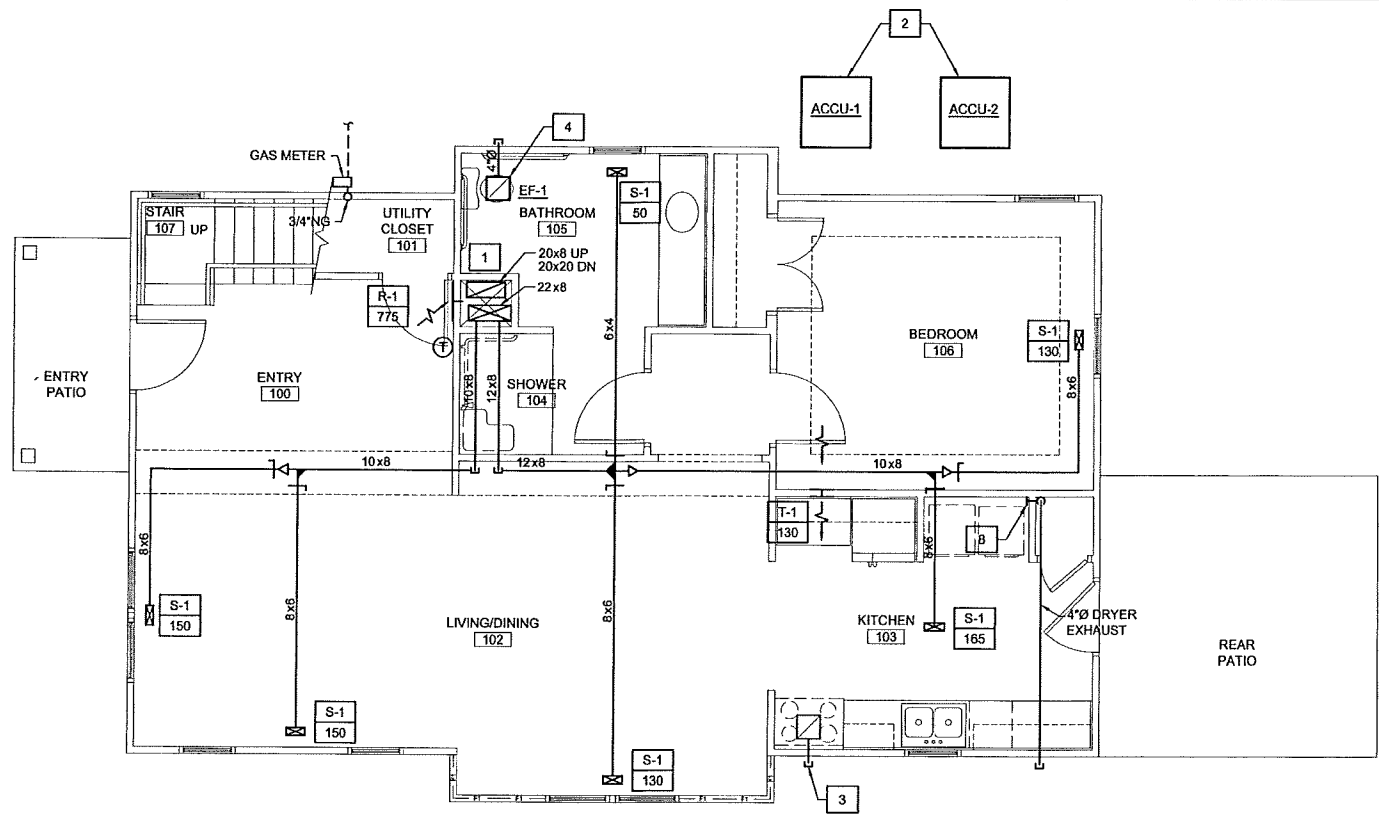 2
ACCU-1
ACCU-2
4
GAS METER
4"Ø
EF-1
S-1
50
STAIR
107
UP
3/4"NG
UTILITY
CLOSET
101
BATHROOM
105
1
20x8 UP
20x20 DN
22x8
R-1
775
T
6x4
BEDROOM
106
S-1
130
8x6
ENTRY
PATIO
ENTRY
100
10x8
12x8
SHOWER
104
10x8
12x8
10x8
T-1
130
8
8x6
8x6
8x6
8x6
S-1
150
LIVING/DINING
102
KITCHEN
103
S-1
165
4"Ø DRYER
EXHAUST
REAR
PATIO
S-1
150
S-1
130
3